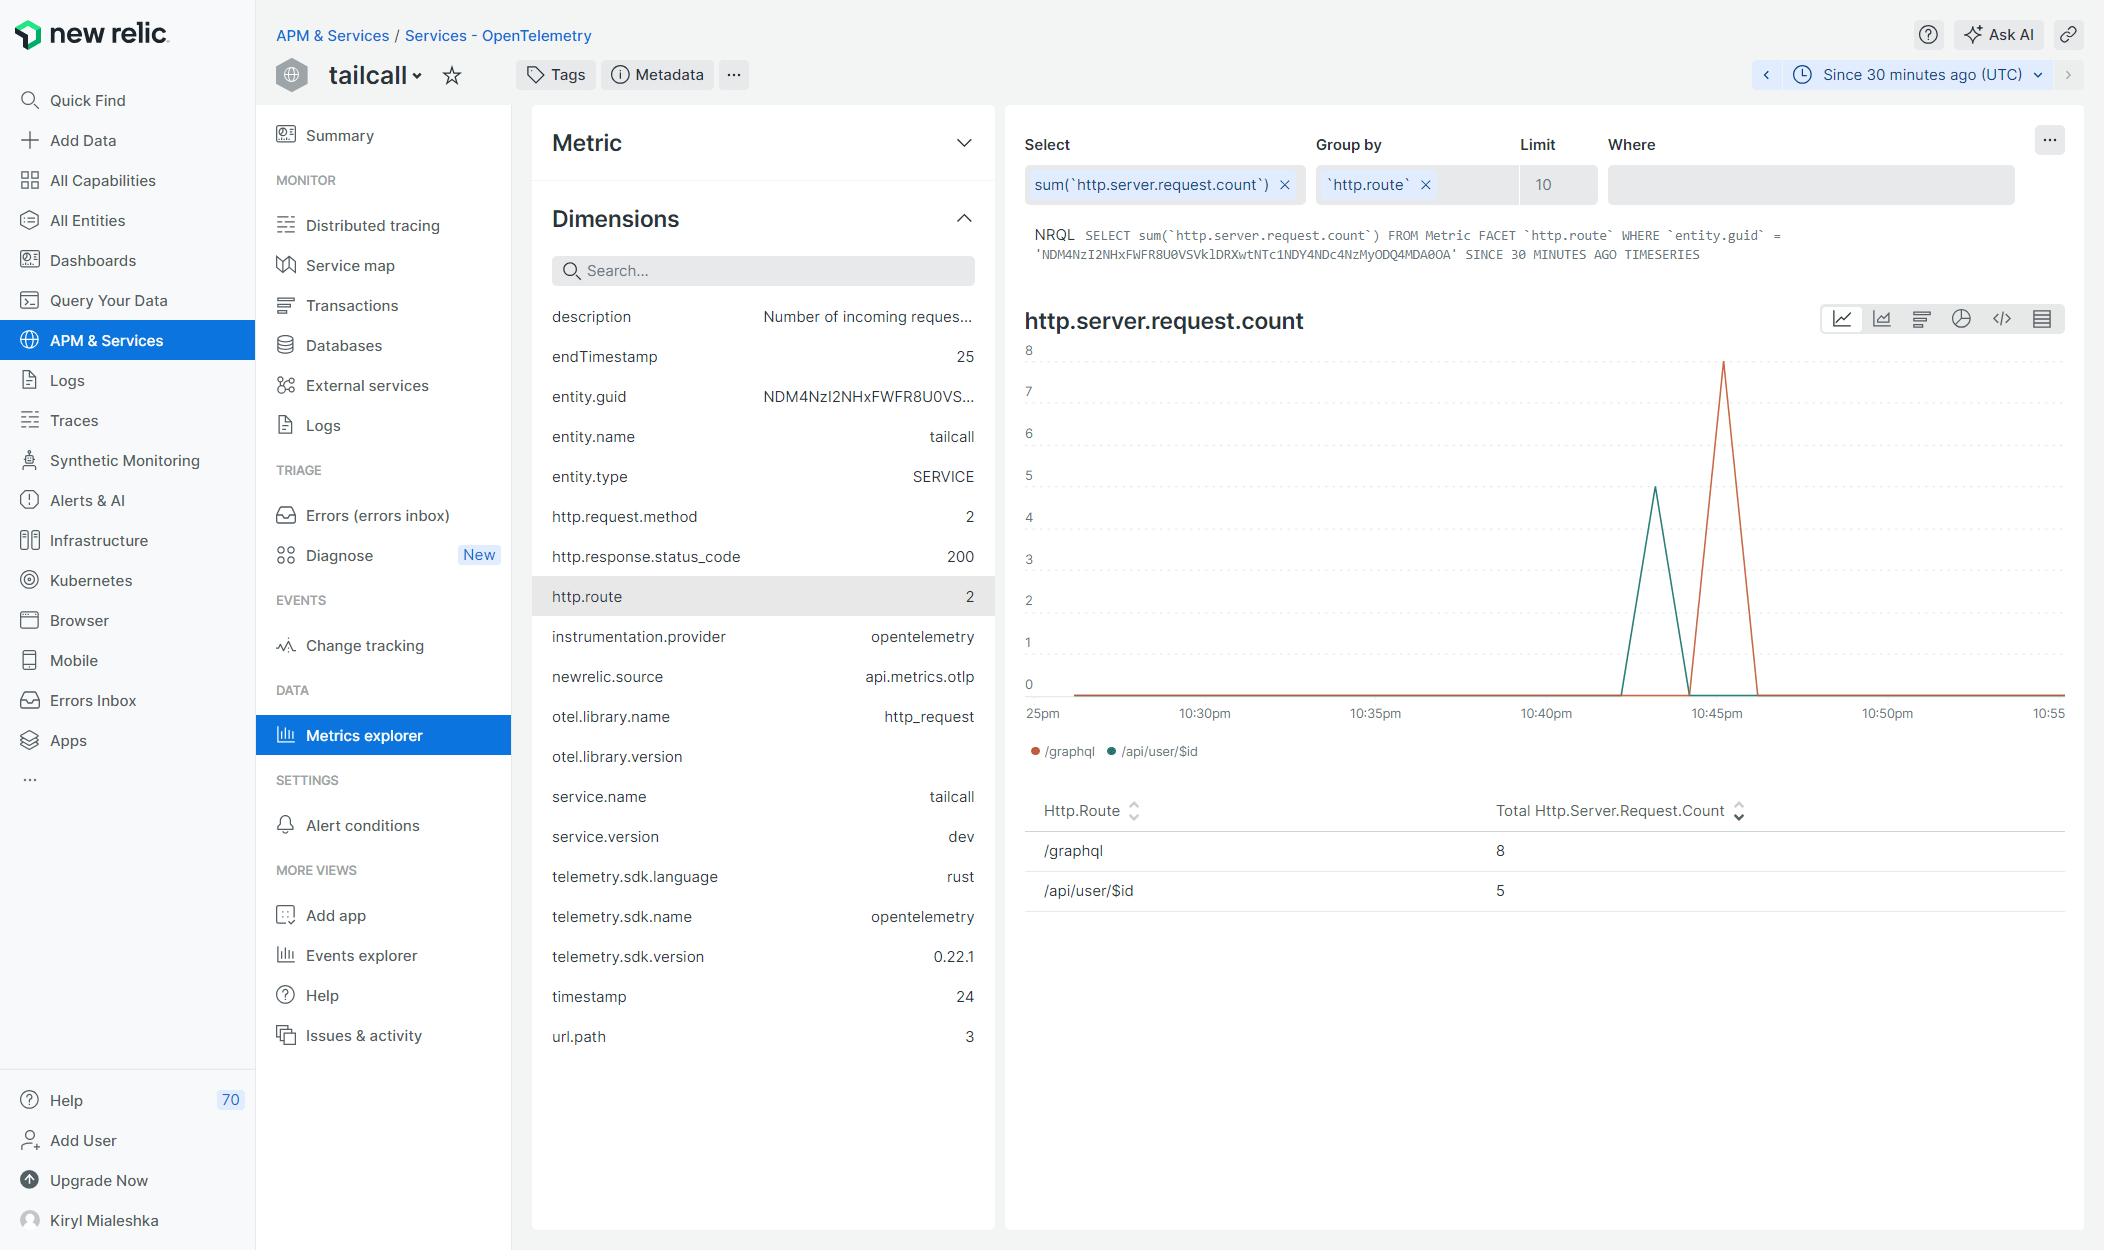 new relic
Quick Find
Add Data
All Capabilities
All Entities
Dashboards
Query Your Data
APM & Services
Logs
Traces
Synthetic Monitoring
Alerts & AI
Infrastructure
Kubernetes
Browser
Mobile
Errors Inbox
Apps
...
Help 70
Add User
Upgrade Now
Kiryl Mialeshka
APM & Services / Services - OpenTelemetry
Ask AI
tailcall
Tags
Metadata
...
Since 30 minutes ago (UTC)
Summary
MONITOR
Distributed tracing
Service map
Transactions
Databases
External services
Logs
TRIAGE
Errors (errors inbox)
Diagnose New
EVENTS
Change tracking
DATA
Metrics explorer
SETTINGS
Alert conditions
MORE VIEWS
Add app
Events explorer
Help
Issues & activity
Metric
Dimensions
Search...
description Number of incoming reques...
endTimestamp 25
entity.guid NDM4NzI2NHxFWFR8U0VS...
entity.name tailcall
entity.type SERVICE
http.request.method 2
http.response.status_code 200
http.route 2
instrumentation.provider opentelemetry
newrelic.source api.metrics.otlp
otel.library.name http_request
otel.library.version
service.name tailcall
service.version dev
telemetry.sdk.language rust
telemetry.sdk.name opentelemetry
telemetry.sdk.version 0.22.1
timestamp 24
url.path 3
Select Group by Limit Where
...
sum(`http.server.request.count`) × `http.route` × 10
NRQL SELECT sum(`http.server.request.count`) FROM Metric FACET `http.route` WHERE `entity.guid` =
'NDM4NzI2NHxFWFR8U0VSVklDRXwtNTc1NDY4NDc4NzMyODQ4MDA0OA' SINCE 30 MINUTES AGO TIMESERIES
http.server.request.count
8
7
6
5
4
3
2
1
0
25pm 10:30pm 10:35pm 10:40pm 10:45pm 10:50pm 10:55
/graphql /api/user/$id
Http.Route Total Http.Server.Request.Count
/graphql 8
/api/user/$id 5